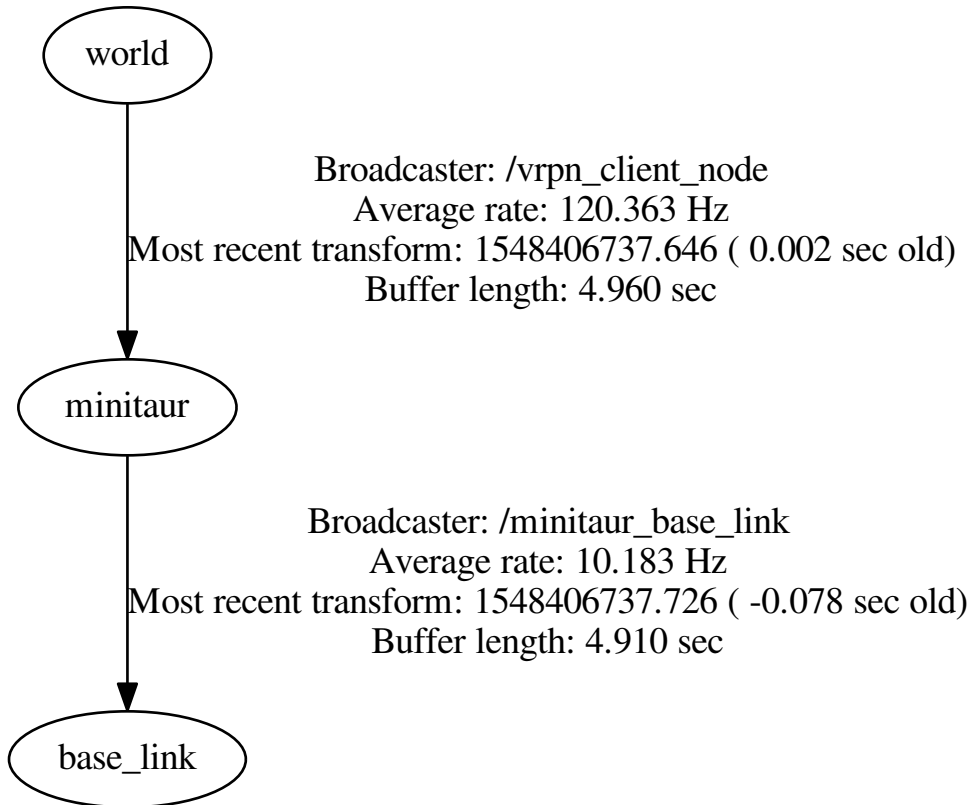 world
Broadcaster: /vrpn_client_node
Average rate: 120.363 Hz
Most recent transform: 1548406737.646 ( 0.002 sec old)
Buffer length: 4.960 sec
minitaur
Broadcaster: /minitaur_base_link
Average rate: 10.183 Hz
Most recent transform: 1548406737.726 ( -0.078 sec old)
Buffer length: 4.910 sec
base_link